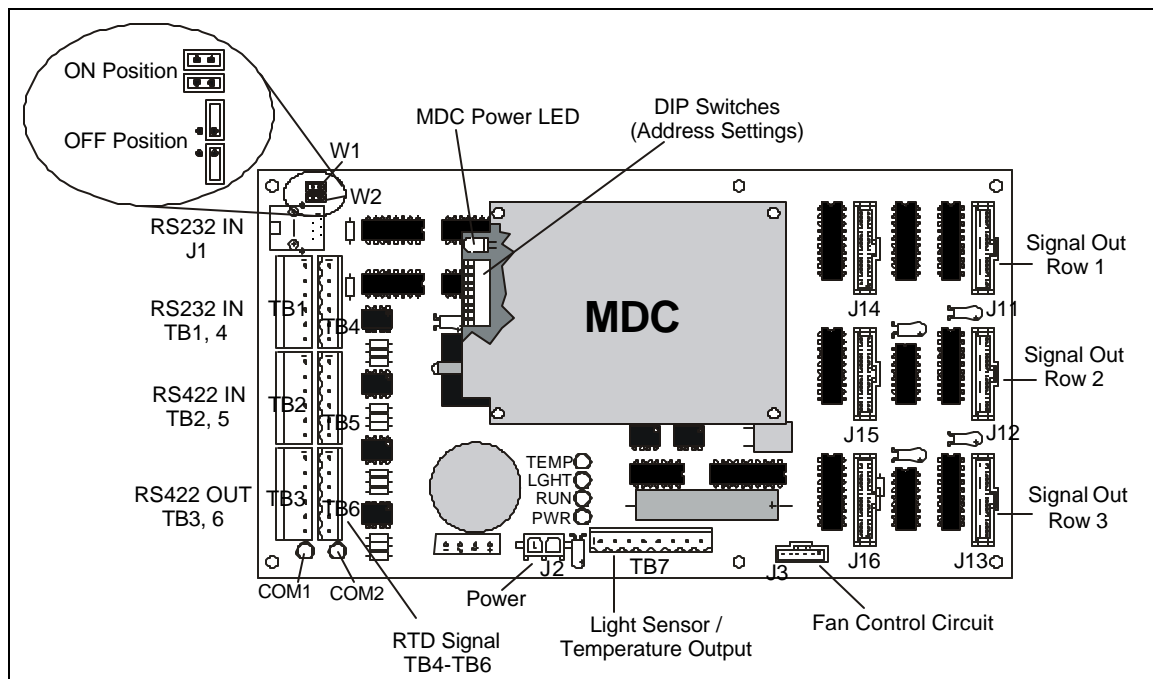 ON Position
OFF Position
MDC Power LED
DIP Switches
(Address Settings)
W1
W2
RS232 IN
J1
RS232 IN
TB1, 4
RS422 IN
TB2, 5
RS422 OUT
TB3, 6
TB1
TB4
TB2
TB5
TB3
TB6
COM1
COM2
MDC
TEMP
LGHT
RUN
PWR
J2
TB7
J3
J14
J11
J15
J12
J16
J13
Signal Out
Row 1
Signal Out
Row 2
Signal Out
Row 3
Power
RTD Signal
TB4-TB6
Light Sensor /
Temperature Output
Fan Control Circuit